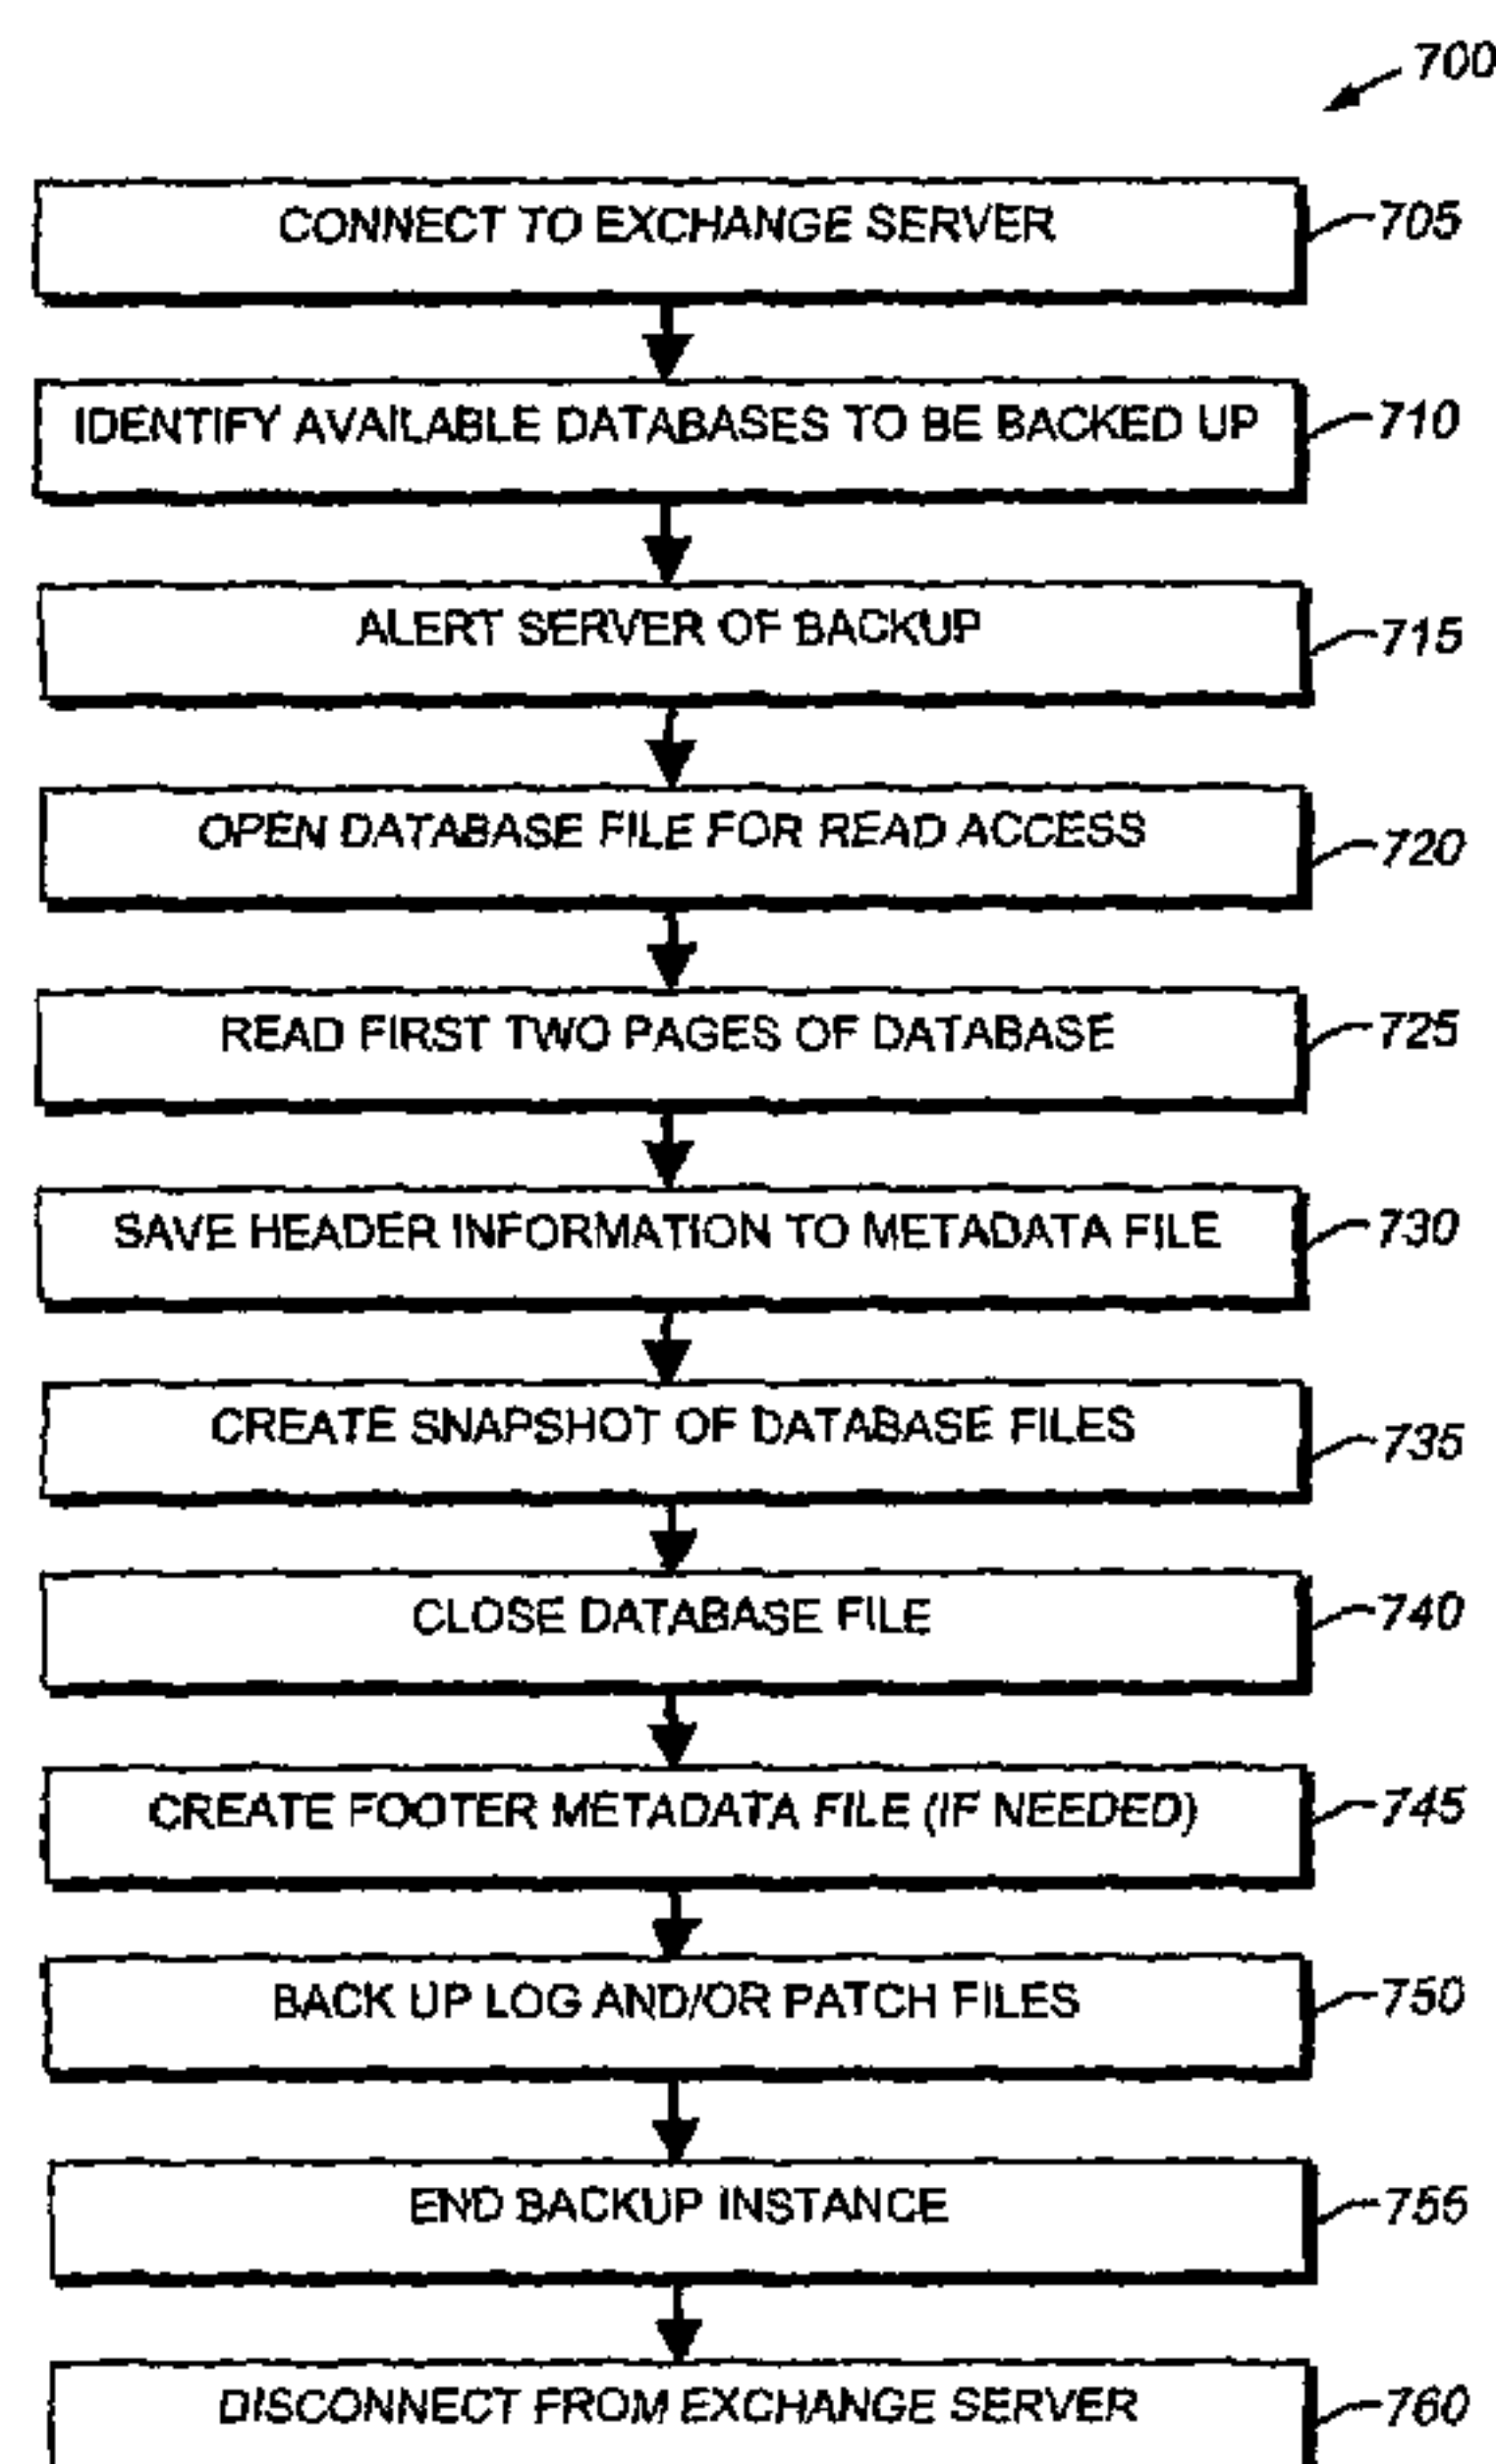 700
CONNECT TO EXCHANGE SERVER 705
IDENTIFY AVAILABLE DATABASES TO BE BACKED UP 710
ALERT SERVER OF BACKUP 715
OPEN DATABASE FILE FOR READ ACCESS 720
READ FIRST TWO PAGES OF DATABASE 725
SAVE HEADER INFORMATION TO METADATA FILE 730
CREATE SNAPSHOT OF DATABASE FILES 735
CLOSE DATABASE FILE 740
CREATE FOOTER METADATA FILE (IF NEEDED) 745
BACK UP LOG AND/OR PATCH FILES 750
END BACKUP INSTANCE 755
DISCONNECT FROM EXCHANGE SERVER 760